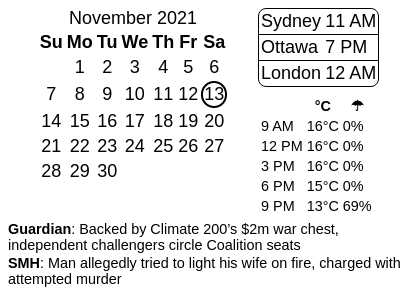 November 2021
Su Mo Tu We Th Fr Sa
1 2 3 4 5 6
7 8 9 10 11 12 13
14 15 16 17 18 19 20
21 22 23 24 25 26 27
28 29 30
Sydney 11 AM
Ottawa 7 PM
London 12 AM
°C ☂
9 AM 16°C 0%
12 PM 16°C 0%
3 PM 16°C 0%
6 PM 15°C 0%
9 PM 13°C 69%
Guardian: Backed by Climate 200's $2m war chest,
independent challengers circle Coalition seats
SMH: Man allegedly tried to light his wife on fire, charged with
attempted murder